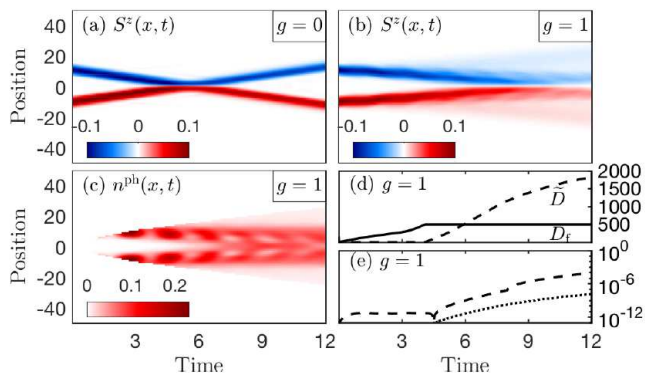 (a) S^z(x, t) g = 0
(b) S^z(x, t) g = 1
Position
40
20
0
-20
-40
-0.1 0 0.1
-0.1 0 0.1
(c) n^ph(x, t) g = 1
Position
40
20
0
-20
-40
0 0.1 0.2
3 6 9 12
Time
(d) g = 1
D̃
D_f
2000
1500
1000
500
0
(e) g = 1
10^0
10^-6
10^-12
3 6 9 12
Time